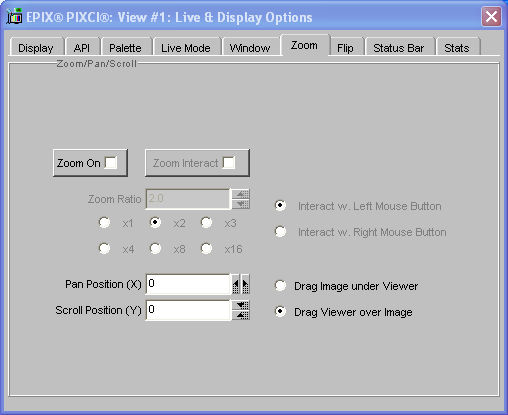 EPIX® PIXCI®: View #1: Live & Display Options
Display API Palette Live Mode Window Zoom Flip Status Bar Stats
Zoom/Pan/Scroll
Zoom On Zoom Interact
Zoom Ratio 2.0
Interact w. Left Mouse Button
x1 x2 x3
Interact w. Right Mouse Button
x4 x8 x16
Pan Position (X) 0 Drag Image under Viewer
Scroll Position (Y) 0 Drag Viewer over Image